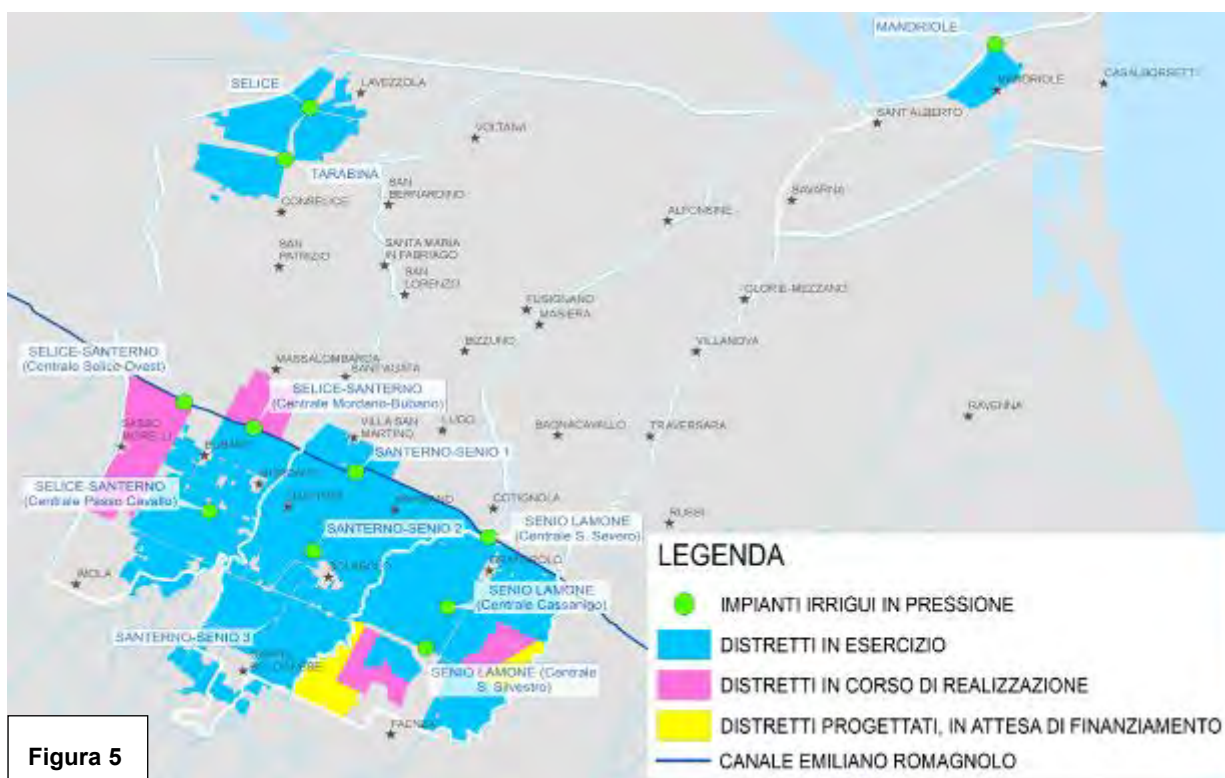 MANDRIOLE
SELICE
LAVEZZOLA
MANDRIOLE
CASALBORSETTI
VOLTANA
SANT'ALBERTO
TARABINA
CONSELICE
SAN
BERNARDINO
SAVARNA
ALFONSINE
SAN
PATRIZIO
SANTA MARIA
IN FABRIAGO
SAN
LORENZO
GLORIE-MEZZANO
FUSIGNANO
MASIERA
SELICE-SANTERNO
(Centrale Selice Ovest)
MASSALOMBARDA
SANT'AGATA
BIZZUNO
VILLANOVA
SELICE-SANTERNO
(Centrale Mordano-Bubano)
SASSO
MORELLI
BUBANO
VILLA SAN
MARTINO
LUGO
BAGNACAVALLO
TRAVERSARA
RAVENNA
SANTERNO-SENIO 1
SELICE-SANTERNO
(Centrale Passo Cavallo)
COTIGNOLA
RUSSI
SANTERNO-SENIO 2
SENIO LAMONE
(Centrale S. Severo)
IMOLA
SOLAROLO
GRANAROLO
SENIO LAMONE
(Centrale Cassanigo)
SANTERNO-SENIO 3
SENIO LAMONE (Centrale
S. Silvestro)
FAENZA
LEGENDA
IMPIANTI IRRIGUI IN PRESSIONE
DISTRETTI IN ESERCIZIO
DISTRETTI IN CORSO DI REALIZZAZIONE
DISTRETTI PROGETTATI, IN ATTESA DI FINANZIAMENTO
CANALE EMILIANO ROMAGNOLO
Figura 5